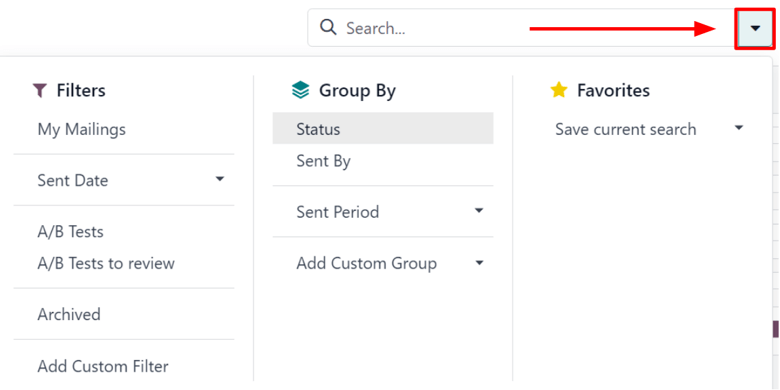 Search...
Filters
My Mailings
Sent Date
A/B Tests
A/B Tests to review
Archived
Add Custom Filter
Group By
Status
Sent By
Sent Period
Add Custom Group
Favorites
Save current search